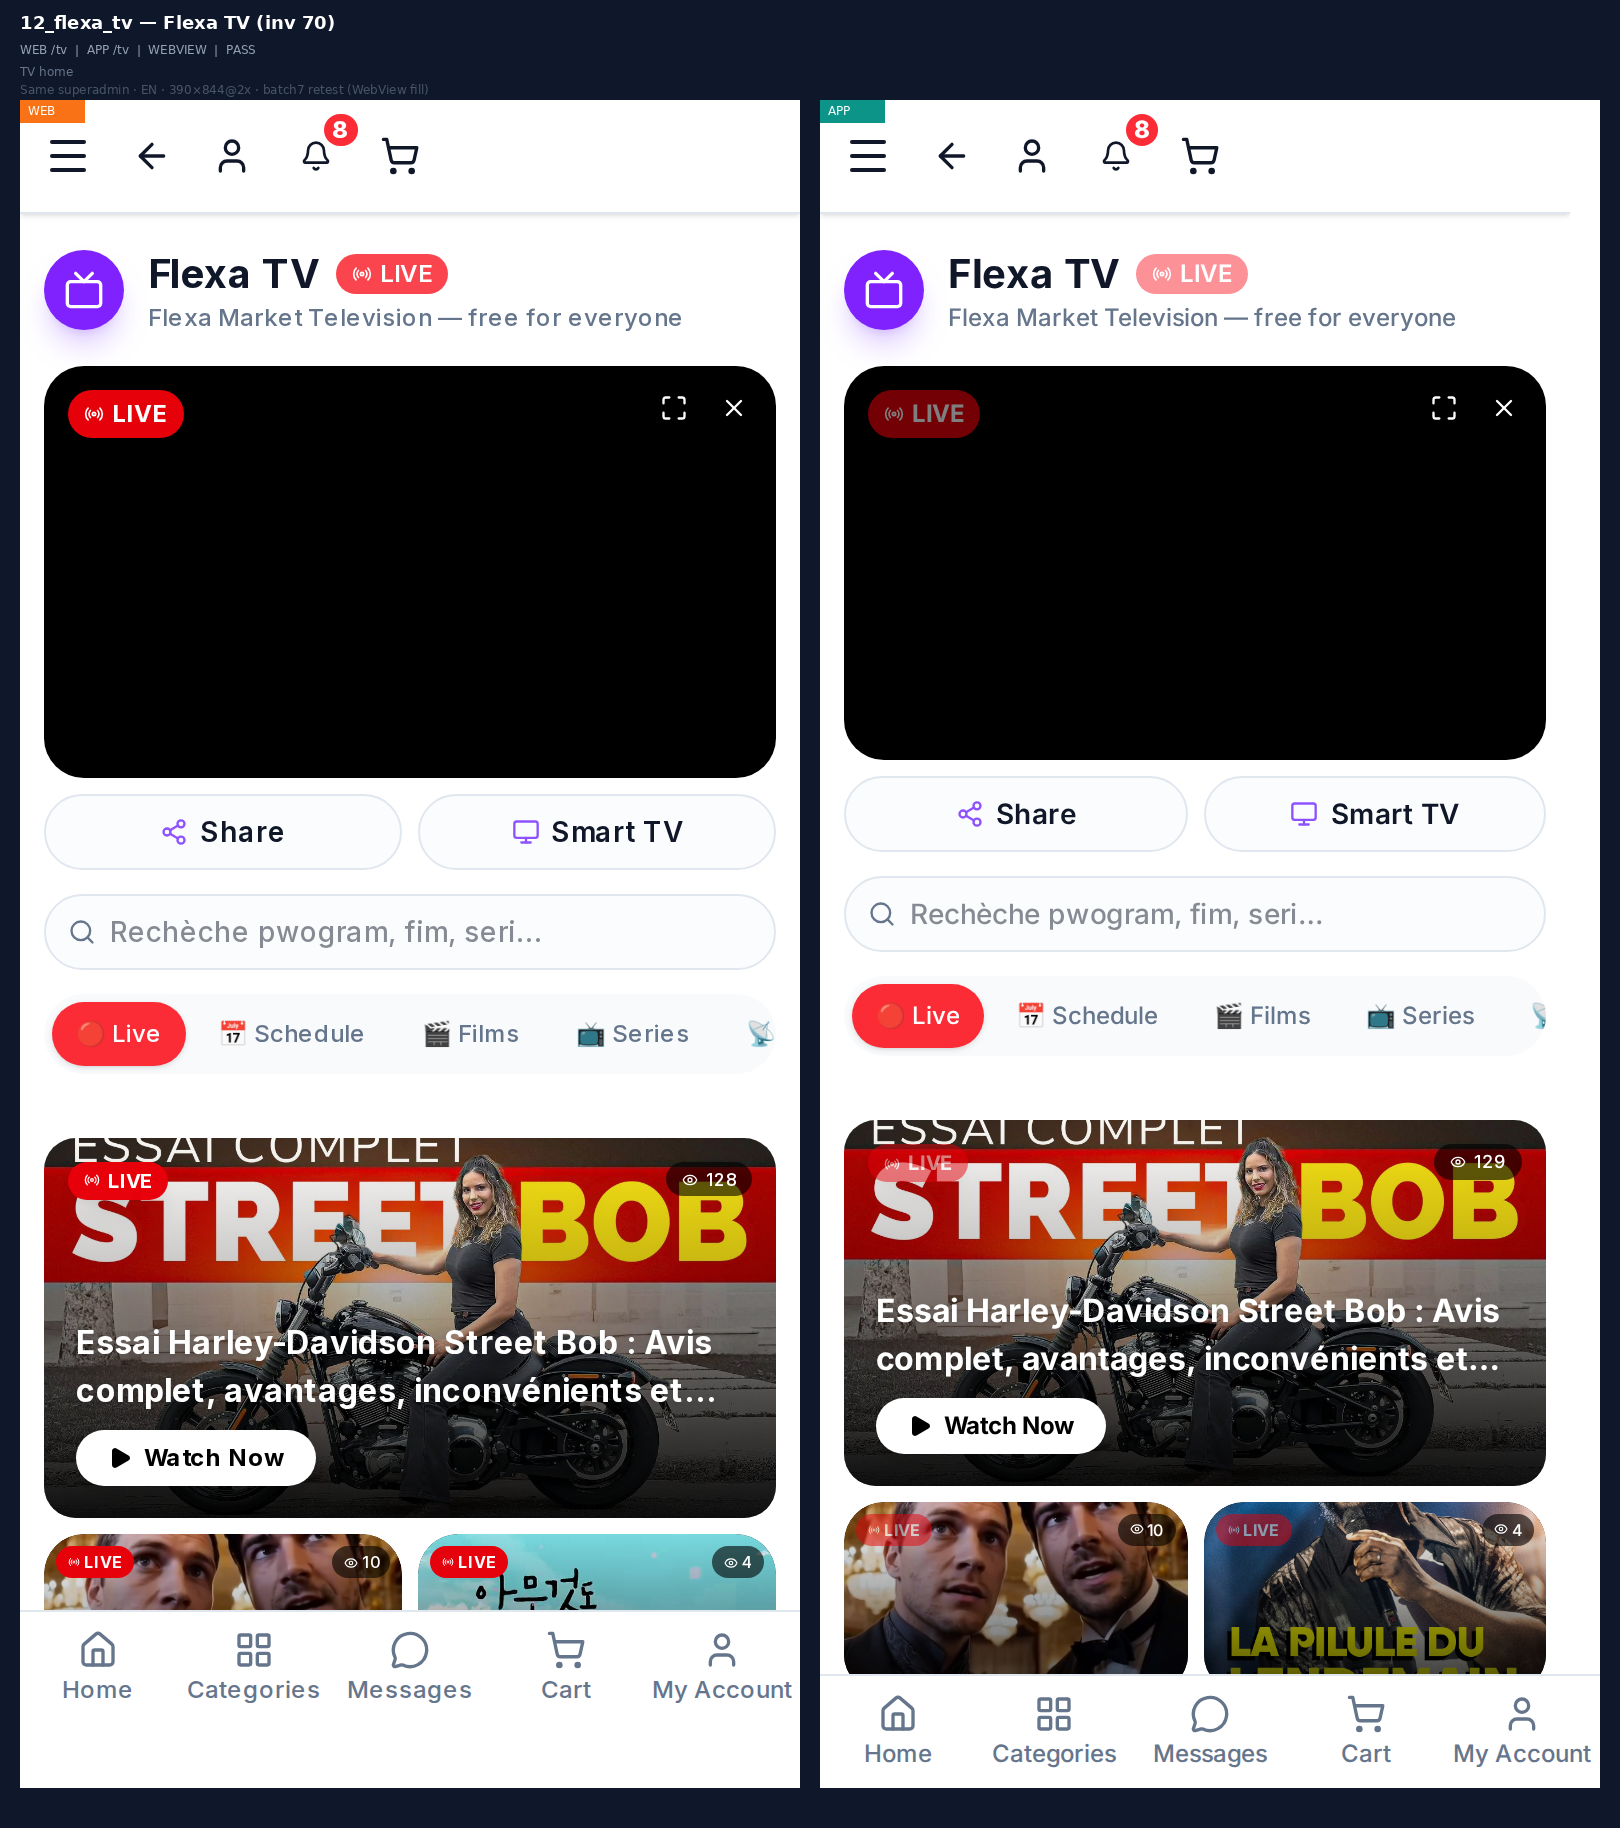 12_flexa_tv — Flexa TV (inv 70)
WEB /tv | APP /tv | WEBVIEW | PASS
TV home
Same superadmin · EN · 390×844@2x · batch7 retest (WebView fill)
WEB
8
Flexa TV LIVE
Flexa Market Television — free for everyone
LIVE
Share Smart TV
Rechèche pwogram, fim, seri...
Live Schedule Films Series
ESSAI COMPLET
LIVE 128
STREET BOB
Essai Harley-Davidson Street Bob : Avis
complet, avantages, inconvénients et...
Watch Now
LIVE 10 LIVE 4
아무것도
Home Categories Messages Cart My Account
APP
8
Flexa TV LIVE
Flexa Market Television — free for everyone
LIVE
Share Smart TV
Rechèche pwogram, fim, seri...
Live Schedule Films Series
ESSAI COMPLET
LIVE 129
STREET BOB
Essai Harley-Davidson Street Bob : Avis
complet, avantages, inconvénients et...
Watch Now
LIVE 10 LIVE 4
LA PILULE DU
Home Categories Messages Cart My Account